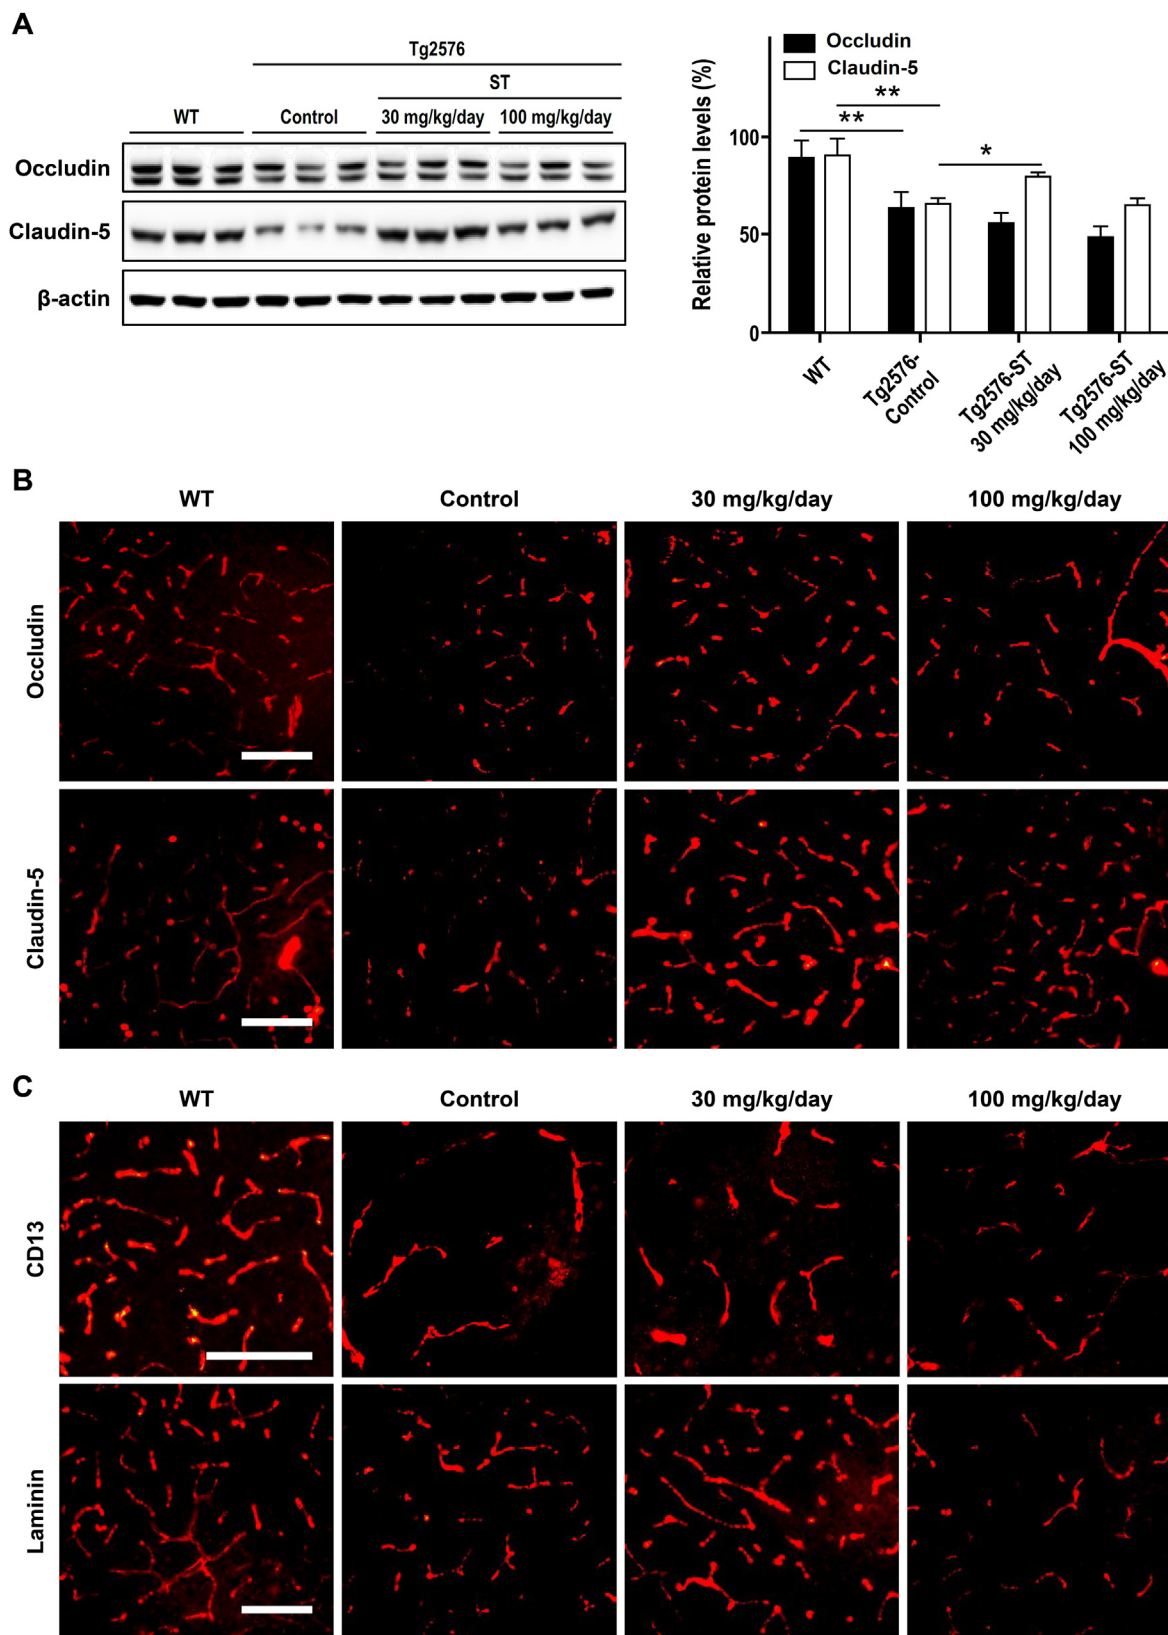 A
Tg2576
ST
WT Control 30 mg/kg/day 100 mg/kg/day
Occludin
Claudin-5
β-actin
Relative protein levels (%)
Occludin
Claudin-5
**
**
*
100
50
0
WT
Tg2576-
Control
Tg2576-ST
30 mg/kg/day
Tg2576-ST
100 mg/kg/day
B
WT Control 30 mg/kg/day 100 mg/kg/day
Occludin
Claudin-5
C
WT Control 30 mg/kg/day 100 mg/kg/day
CD13
Laminin